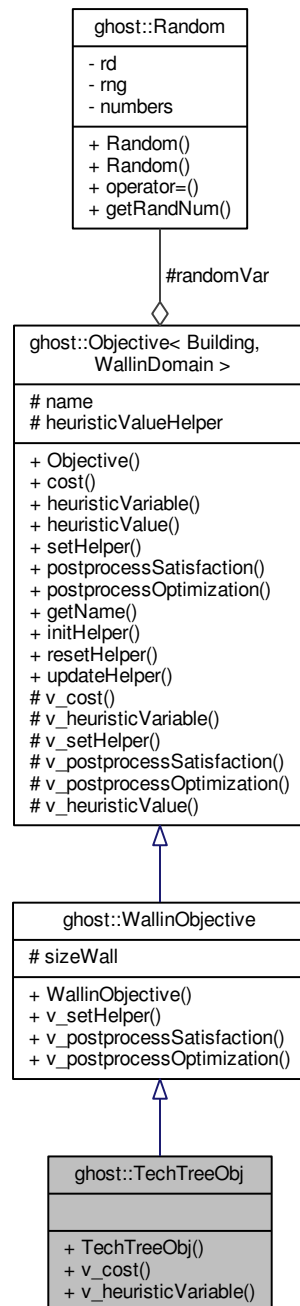 ghost::Random
- rd
- rng
- numbers
+ Random()
+ Random()
+ operator=()
+ getRandNum()
#randomVar
ghost::Objective< Building,
WallinDomain >
# name
# heuristicValueHelper
+ Objective()
+ cost()
+ heuristicVariable()
+ heuristicValue()
+ setHelper()
+ postprocessSatisfaction()
+ postprocessOptimization()
+ getName()
+ initHelper()
+ resetHelper()
+ updateHelper()
# v_cost()
# v_heuristicVariable()
# v_setHelper()
# v_postprocessSatisfaction()
# v_postprocessOptimization()
# v_heuristicValue()
ghost::WallinObjective
# sizeWall
+ WallinObjective()
+ v_setHelper()
+ v_postprocessSatisfaction()
+ v_postprocessOptimization()
ghost::TechTreeObj
+ TechTreeObj()
+ v_cost()
+ v_heuristicVariable()